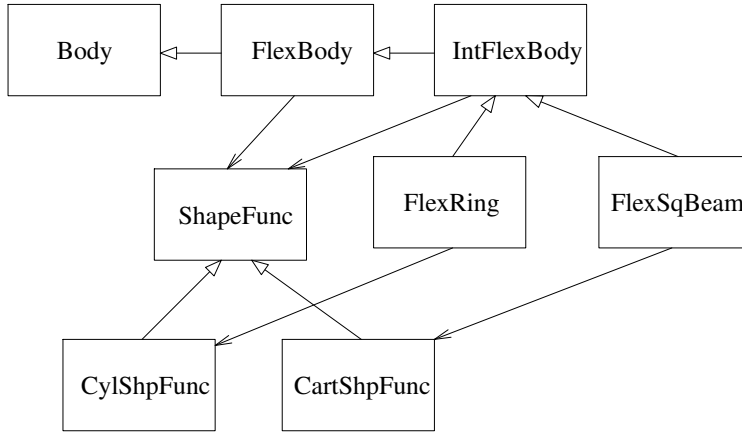 Body
FlexBody
IntFlexBody
ShapeFunc
FlexRing
FlexSqBeam
CylShpFunc
CartShpFunc